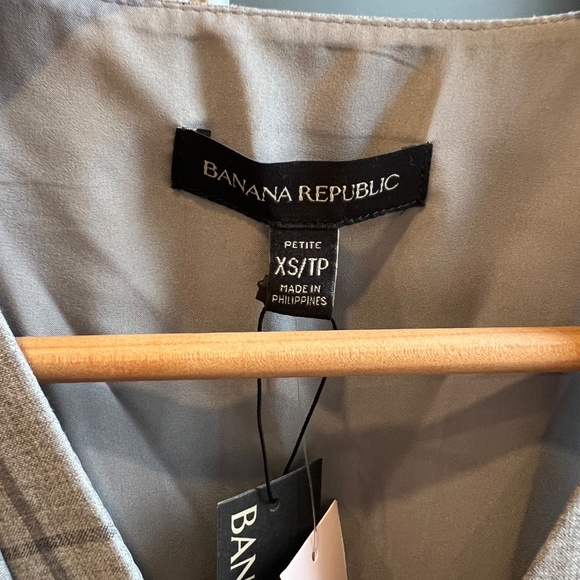 BANANA REPUBLIC
PETITE
XS/TP
MADE IN
PHILIPPINES
BAN